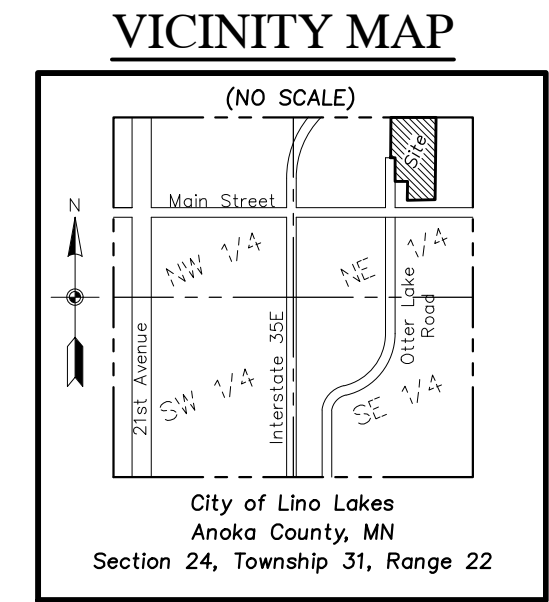 VICINITY MAP
(NO SCALE)
Site
Main Street
N
NW 1/4
NE 1/4
21st Avenue
Interstate 35E
Otter Lake
Road
SW 1/4
SE 1/4
City of Lino Lakes
Anoka County, MN
Section 24, Township 31, Range 22